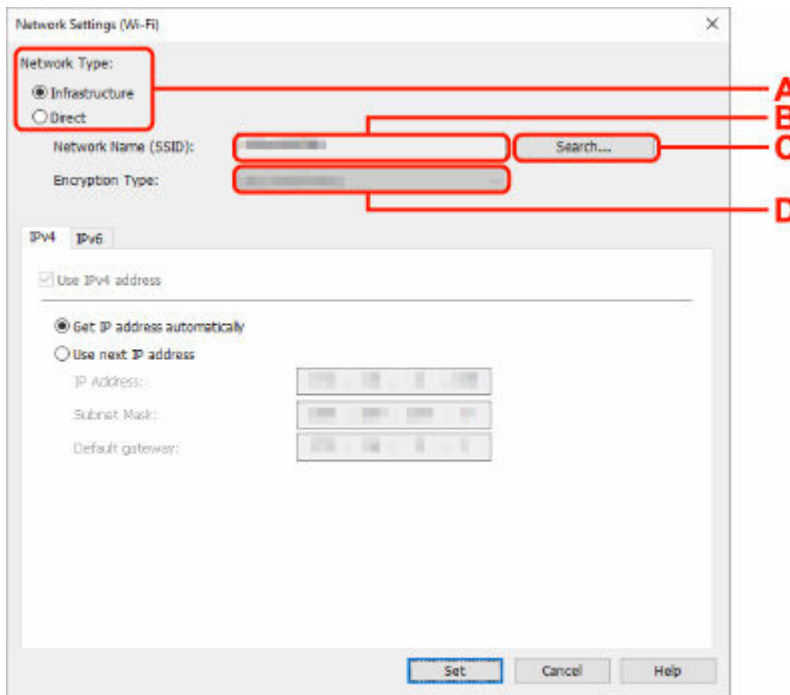 Network Settings (Wi-Fi)
Network Type:
Infrastructure
A
Direct
B
Network Name (SSID):
Search...
C
Encryption Type:
D
IPv4 IPv6
Use IPv4 address
Get IP address automatically
Use next IP address
IP Address:
Subnet Mask:
Default gateway:
Set Cancel Help